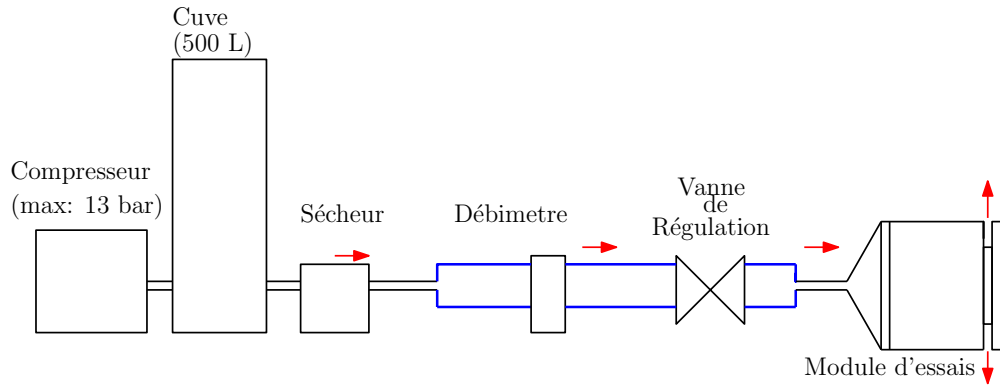 Cuve
(500 L)
Compresseur
(max: 13 bar)
Sécheur
Débimetre
Vanne
de
Régulation
Module d'essais